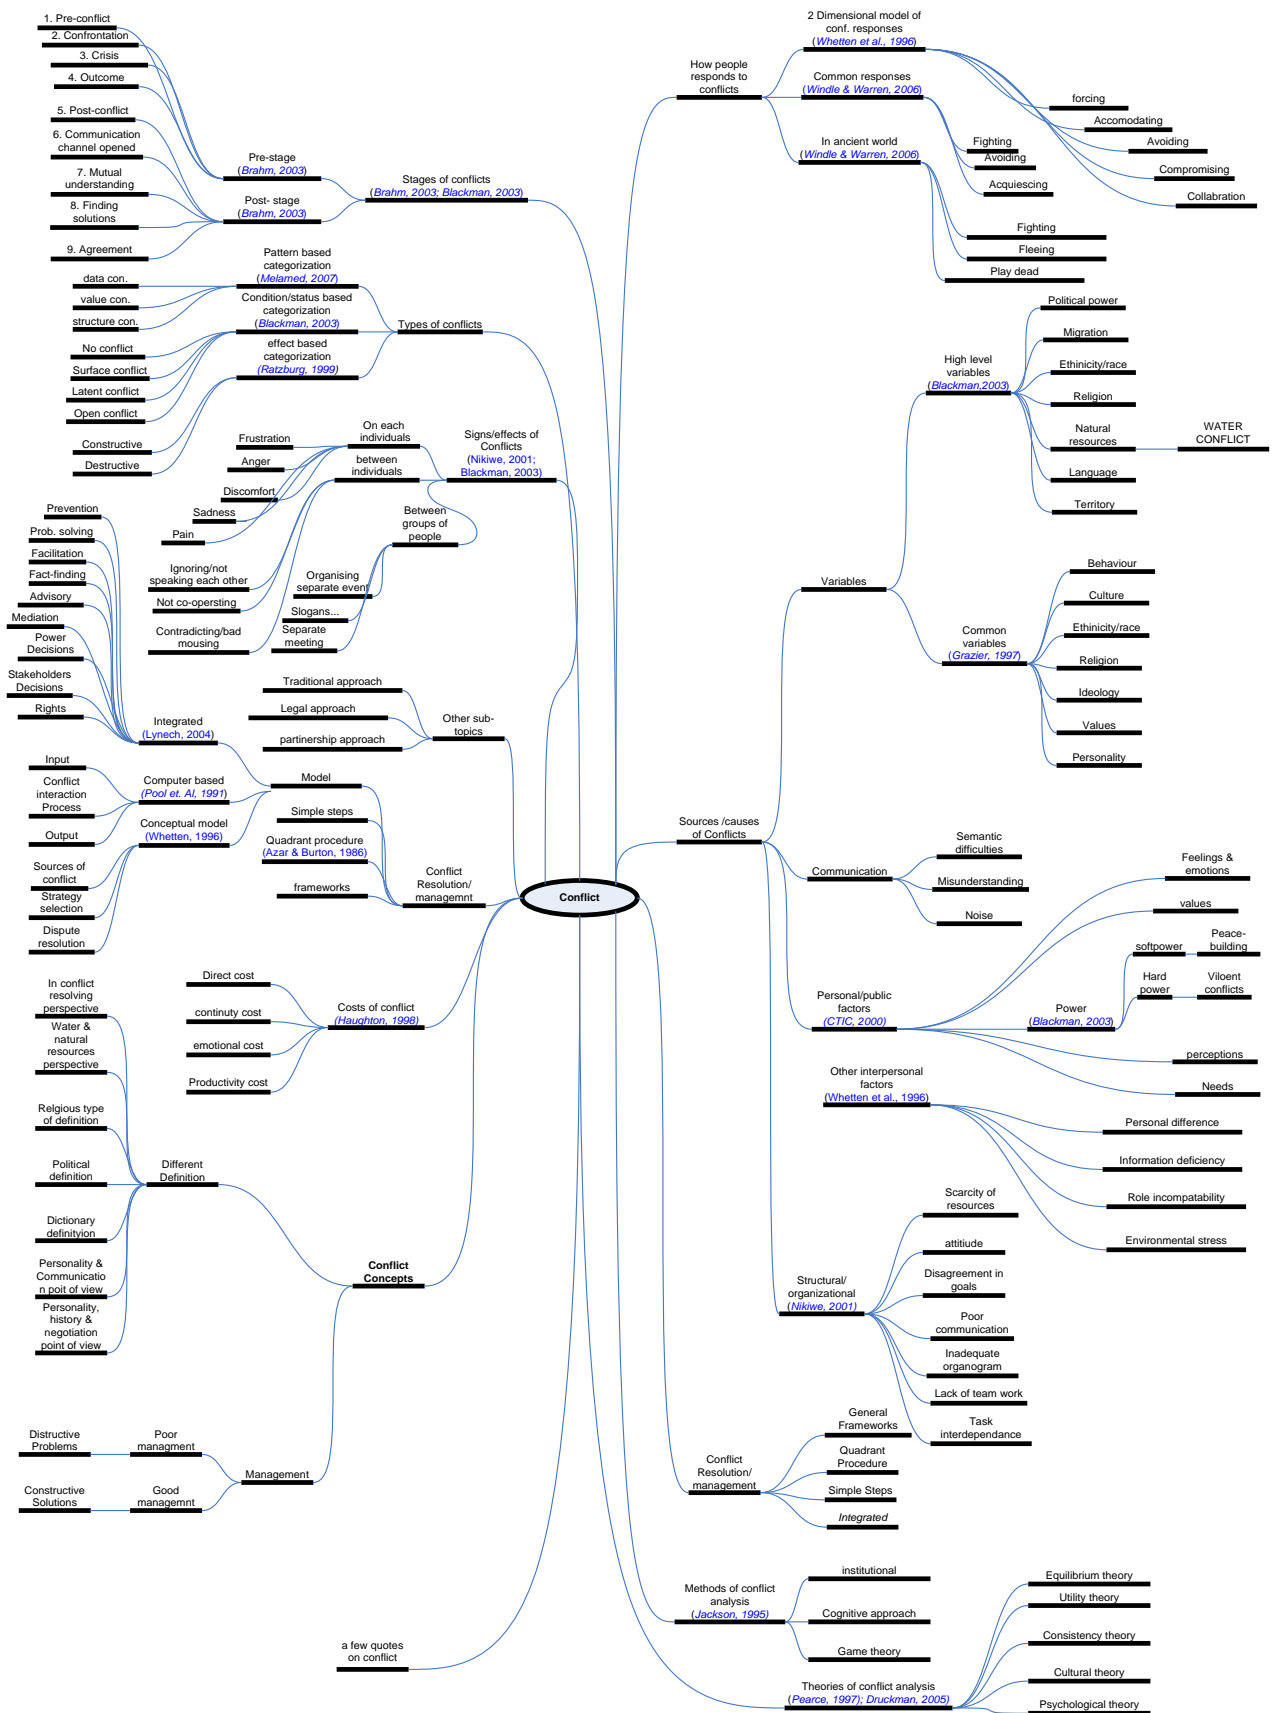 1. Pre-conflict
2. Confrontation
3. Crisis
4. Outcome
5. Post-conflict
6. Communication
channel opened
7. Mutual
understanding
8. Finding
solutions
9. Agreement
Pre-stage
(Brahm, 2003)
Post- stage
(Brahm, 2003)
Stages of conflicts
(Brahm, 2003; Blackman, 2003)
data con.
value con.
structure con.
No conflict
Surface conflict
Latent conflict
Open conflict
Constructive
Destructive
Pattern based
categorization
(Melamed, 2007)
Condition/status based
categorization
(Blackman, 2003)
effect based
categorization
(Ratzburg, 1999)
Types of conflicts
Frustration
Anger
Discomfort
Sadness
Pain
On each
individuals
between
individuals
Signs/effects of
Conflicts
(Nikiwe, 2001;
Blackman, 2003)
Between
groups of
people
Ignoring/not
speaking each other
Not co-opersting
Contradicting/bad
mousing
Organising
separate event
Slogans...
Separate
meeting
Prevention
Prob. solving
Facilitation
Fact-finding
Advisory
Mediation
Power
Decisions
Stakeholders
Decisions
Rights
Integrated
(Lynech, 2004)
Traditional approach
Legal approach
partnership approach
Other sub-
topics
Input
Conflict
interaction
Process
Output
Computer based
(Pool et. Al, 1991)
Conceptual model
(Whetten, 1996)
Sources of
conflict
Strategy
selection
Dispute
resolution
Model
Simple steps
Quadrant procedure
(Azar & Burton, 1986)
frameworks
Conflict
Resolution/
managemnt
Conflict
Direct cost
continuty cost
emotional cost
Productivity cost
Costs of conflict
(Haughton, 1998)
In conflict
resolving
perspective
Water &
natural
resources
perspective
Relgious type
of definition
Political
definition
Dictionary
definityion
Personality &
Communicatio
n poit of view
Personality,
history &
negotiation
point of view
Different
Definition
Conflict
Concepts
Distructive
Problems
Poor
managment
Constructive
Solutions
Good
managemnt
Management
a few quotes
on conflict
How people
responds to
conflicts
2 Dimensional model of
conf. responses
(Whetten et al., 1996)
Common responses
(Windle & Warren, 2006)
In ancient world
(Windle & Warren, 2006)
forcing
Accomodating
Avoiding
Compromising
Collabration
Fighting
Avoiding
Acquiescing
Fighting
Fleeing
Play dead
Political power
Migration
Ethinicity/race
Religion
Natural
resources
WATER
CONFLICT
Language
Territory
High level
variables
(Blackman,2003)
Variables
Common
variables
(Grazier, 1997)
Behaviour
Culture
Ethinicity/race
Religion
Ideology
Values
Personality
Sources /causes
of Conflicts
Communication
Semantic
difficulties
Misunderstanding
Noise
Personal/public
factors
(CTIC, 2000)
Feelings &
emotions
values
softpower
Peace-
building
Hard
power
Viloent
conflicts
Power
(Blackman, 2003)
perceptions
Needs
Other interpersonal
factors
(Whetten et al., 1996)
Personal difference
Information deficiency
Role incompatability
Environmental stress
Structural/
organizational
(Nikiwe, 2001)
Scarcity of
resources
attitiude
Disagreement in
goals
Poor
communication
Inadequate
organogram
Lack of team work
Task
interdependance
Conflict
Resolution/
management
General
Frameworks
Quadrant
Procedure
Simple Steps
Integrated
Methods of conflict
analysis
(Jackson, 1995)
institutional
Cognitive approach
Game theory
Theories of conflict analysis
(Pearce, 1997); Druckman, 2005)
Equilibrium theory
Utility theory
Consistency theory
Cultural theory
Psychological theory